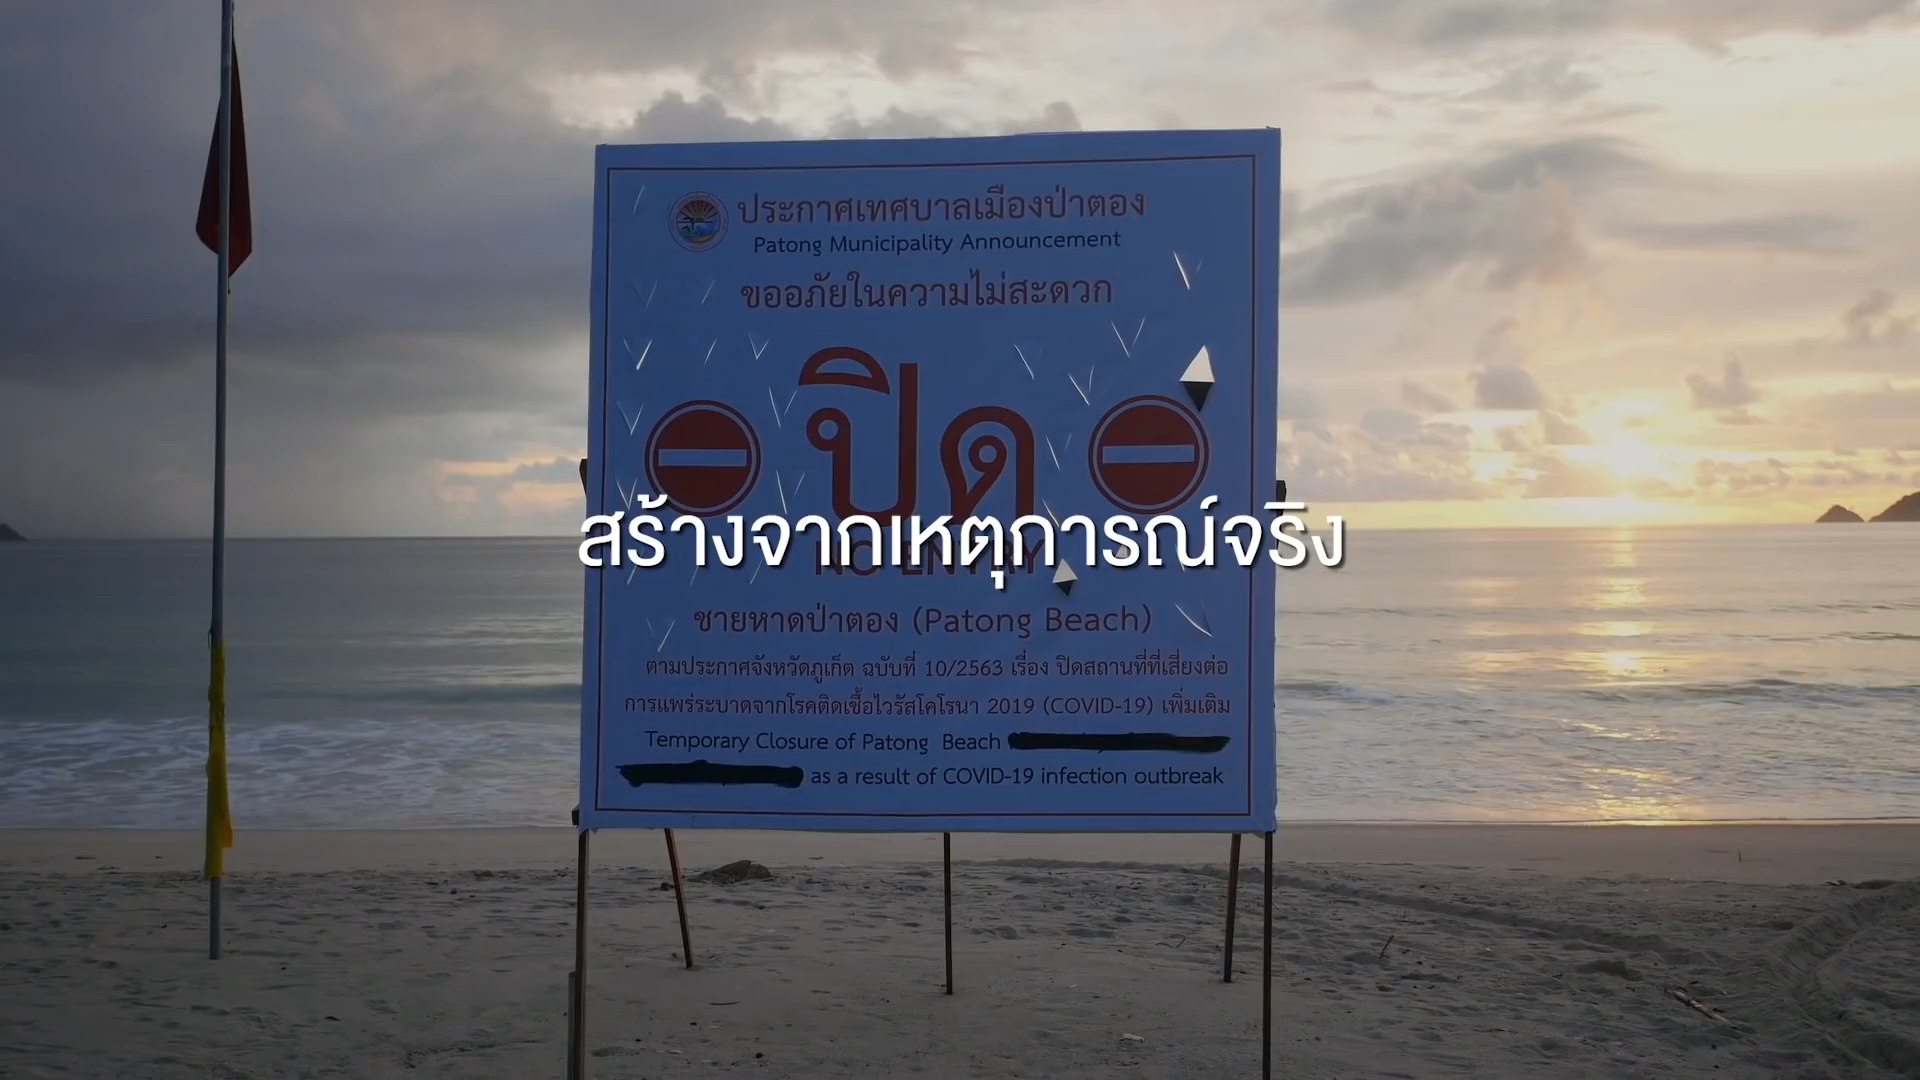 ประกาศเทศบาลเมืองป่าตอง
Patong Municipality Announcement
ขออภัยในความไม่สะดวก
ปิด
สร้างจากเหตุการณ์จริง
NO ENTRY
ชายหาดป่าตอง (Patong Beach)
ตามประกาศจังหวัดภูเก็ต ฉบับที่ 10/2563 เรื่อง ปิดสถานที่ที่เสี่ยงต่อ
การแพร่ระบาดจากโรคติดเชื้อไวรัสโคโรนา 2019 (COVID-19) เพิ่มเติม
Temporary Closure of Patong Beach
as a result of COVID-19 infection outbreak